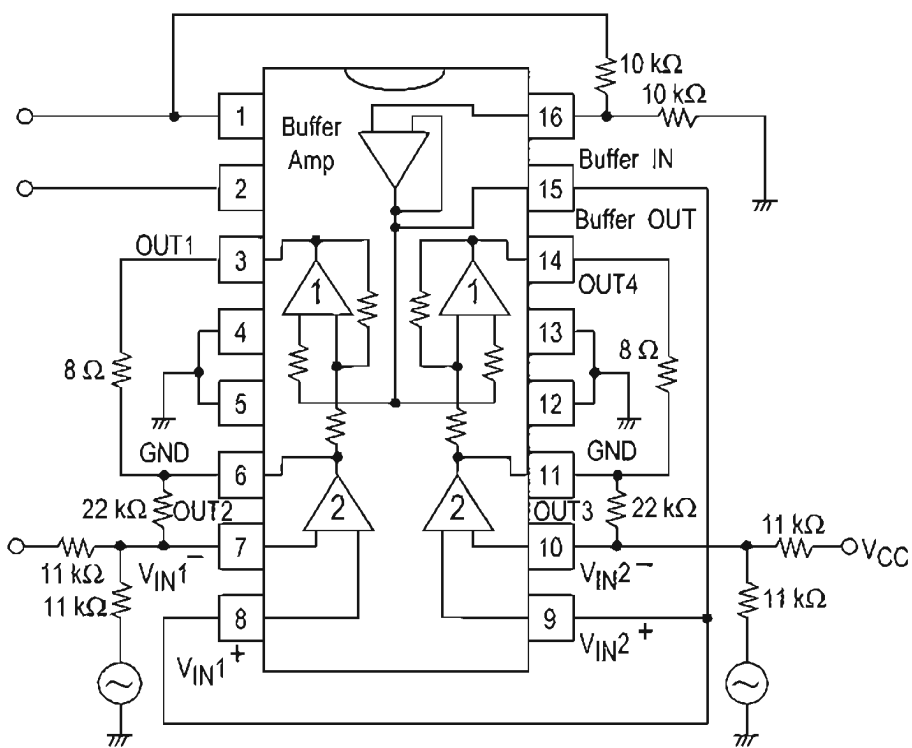 10 kΩ
10 kΩ
1
16
Buffer
Amp
Buffer IN
2
15
Buffer OUT
OUT1
3
14
OUT4
1
1
4
13
8 Ω
8 Ω
5
12
GND
GND
6
11
22 kΩ
OUT2
2
2
OUT3
22 kΩ
11 kΩ
7
10
VCC
11 kΩ
VIN1−
VIN2−
11 kΩ
11 kΩ
8
9
VIN1+
VIN2+